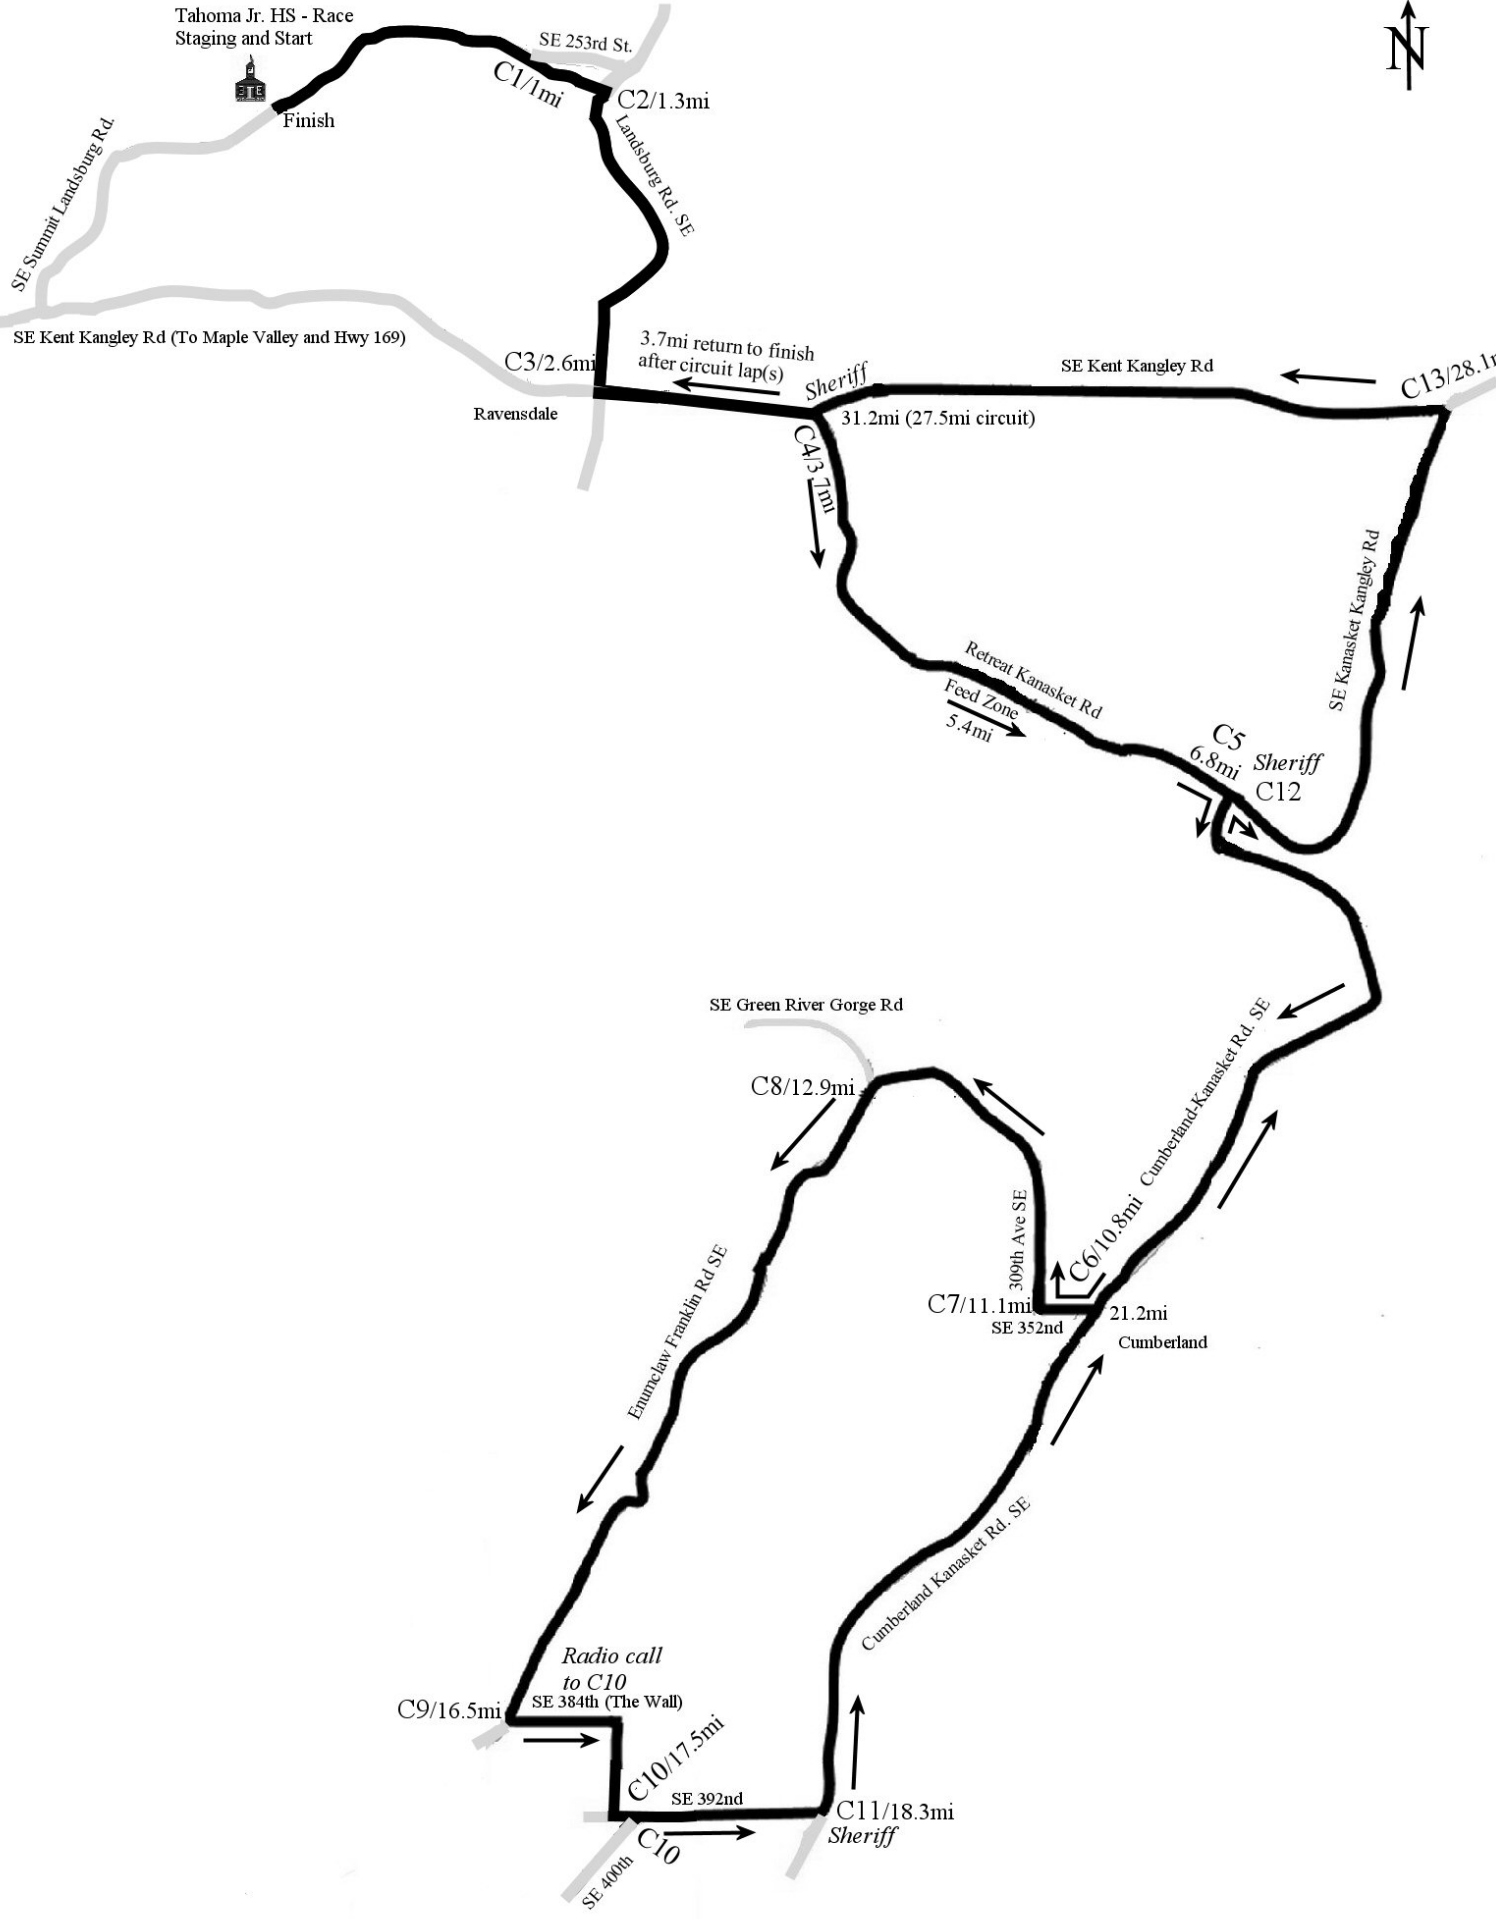 Tahoma Jr. HS - Race
Staging and Start
SE 253rd St.
N
C1/1mi
C2/1.3mi
Finish
SE Summit Landsburg Rd.
Landsburg Rd. SE
SE Kent Kangley Rd (To Maple Valley and Hwy 169)
3.7mi return to finish
after circuit lap(s)
C3/2.6mi
Sheriff
SE Kent Kangley Rd
C13/28.1
Ravensdale
31.2mi (27.5mi circuit)
C4/3.7mi
SE Kanasket Kangley Rd
Retreat Kanasket Rd
Feed Zone
5.4mi
C5
6.8mi
Sheriff
C12
SE Green River Gorge Rd
Cumberland-Kanasket Rd. SE
C8/12.9mi
309th Ave SE
C6/10.8mi
C7/11.1mi
SE 352nd
21.2mi
Cumberland
Enumclaw Franklin Rd SE
Cumberland Kanasket Rd. SE
Radio call
to C10
SE 384th (The Wall)
C9/16.5mi
C10/17.5mi
SE 392nd
C11/18.3mi
Sheriff
C10
SE 400th